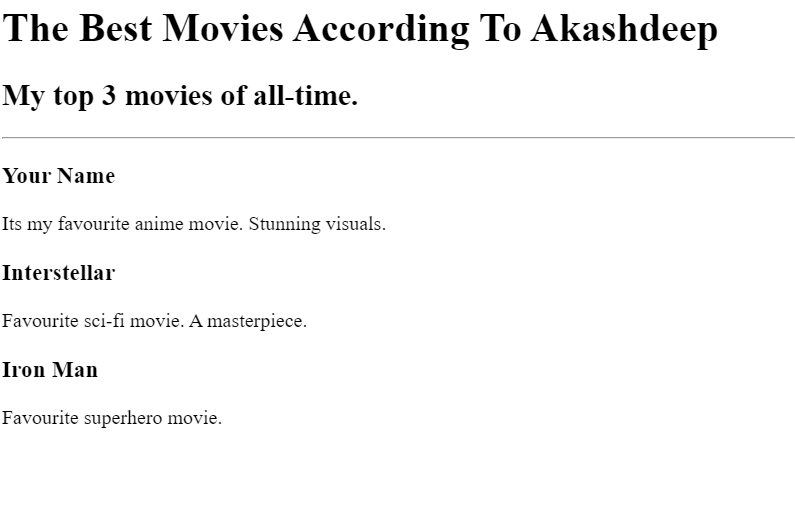 The Best Movies According To Akashdeep
My top 3 movies of all-time.
Your Name
Its my favourite anime movie. Stunning visuals.
Interstellar
Favourite sci-fi movie. A masterpiece.
Iron Man
Favourite superhero movie.